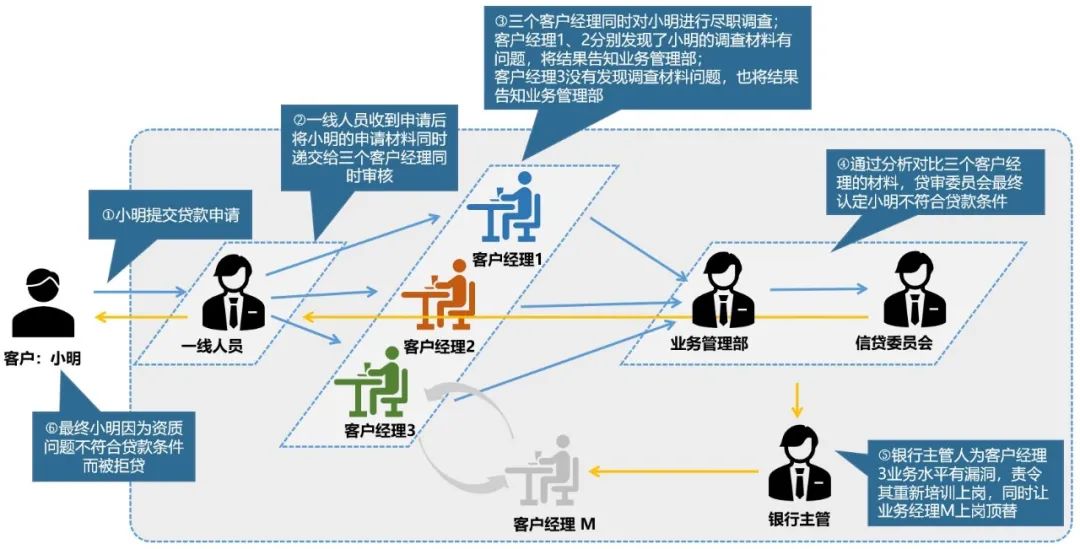 ③三个客户经理同时对小明进行尽职调查；
客户经理1、2分别发现了小明的调查材料有
问题，将结果告知业务管理部；
客户经理3没有发现调查材料问题，也将结果
告知业务管理部
②一线人员收到申请后
将小明的申请材料同时
递交给三个客户经理同
时审核
④通过分析对比三个客户经
理的材料，贷审委员会最终
认定小明不符合贷款条件
①小明提交贷款申请
客户经理1
客户：小明
一线人员
客户经理2
业务管理部
信贷委员会
客户经理3
⑥最终小明因为资质
问题不符合贷款条件
而被拒贷
客户经理 M
银行主管
⑤银行主管人为客户经理
3业务水平有漏洞，责令
其重新培训上岗，同时让
业务经理M上岗顶替